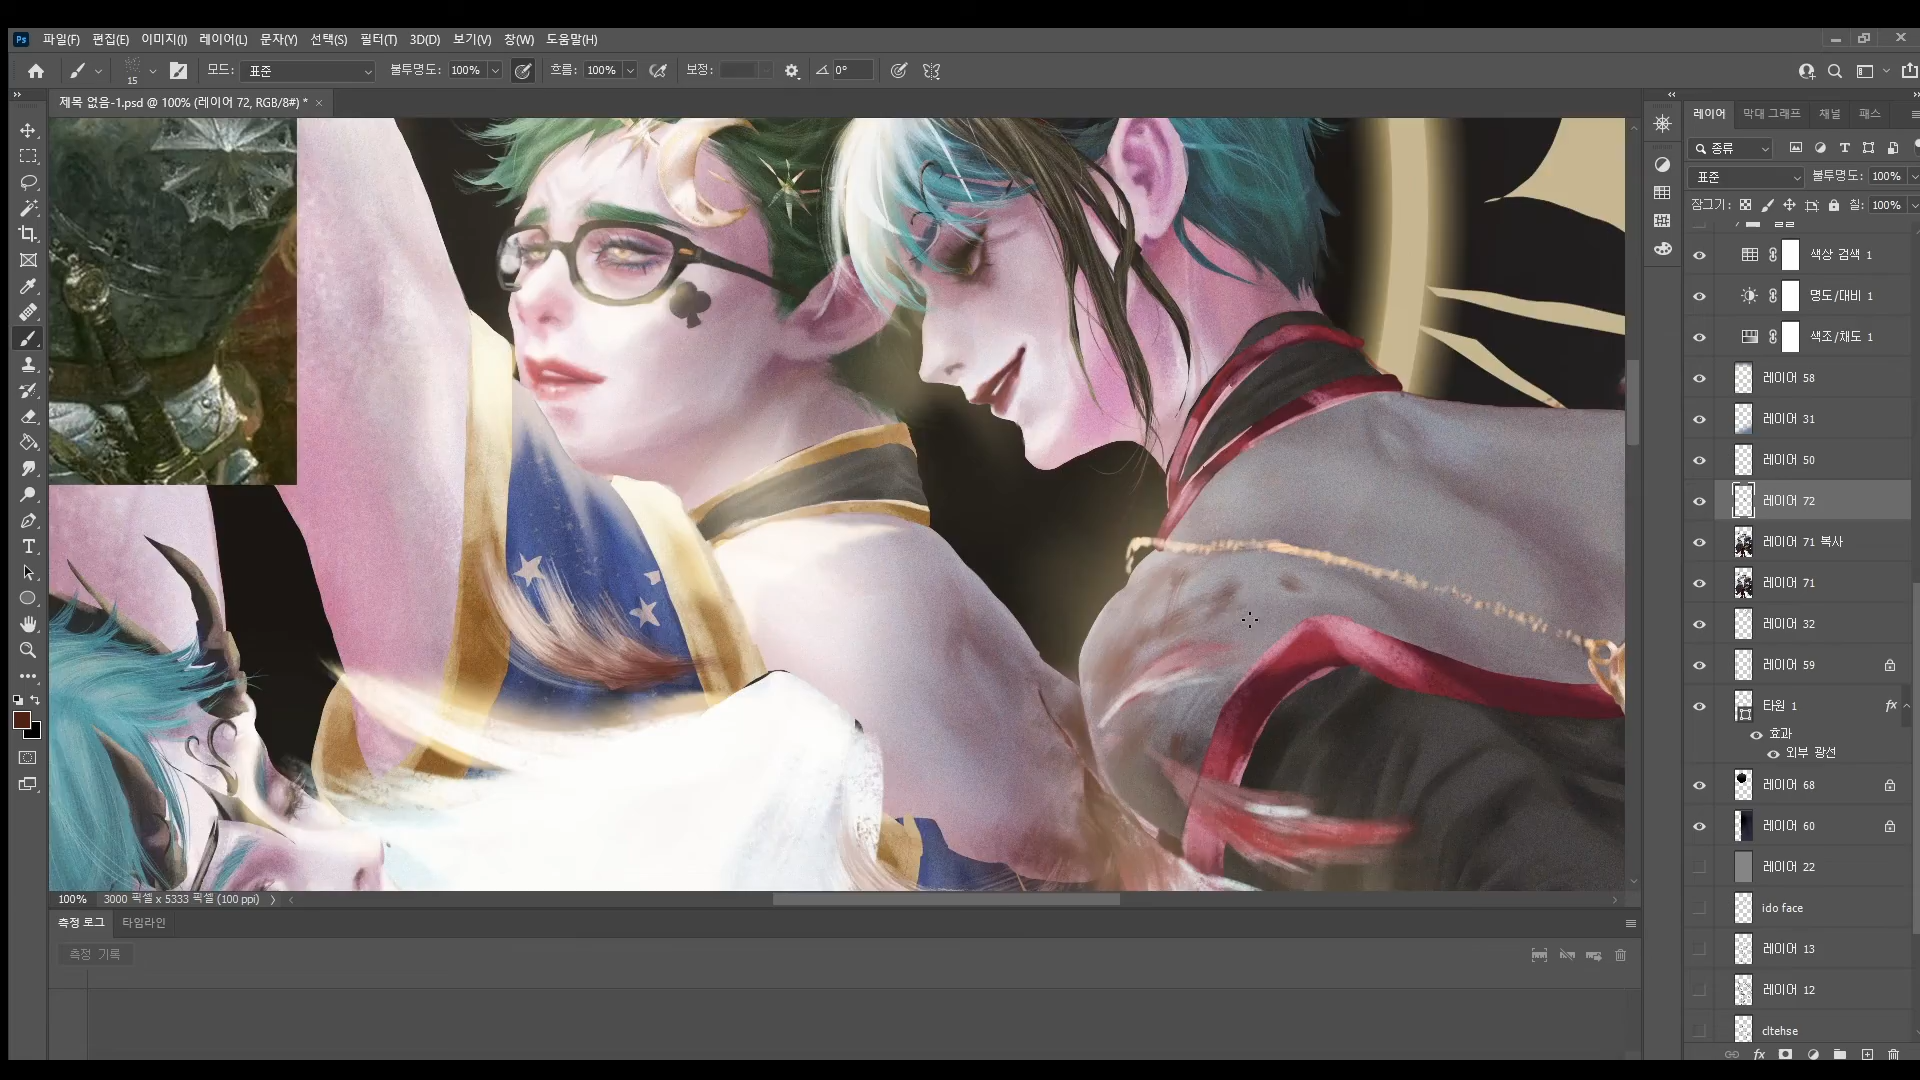 Ps 파일(F) 편집(E) 이미지(I) 레이어(L) 문자(Y) 선택(S) 필터(T) 3D(D) 보기(V) 창(W) 도움말(H)
15 모드: 표준 불투명도: 100% 흐름: 100% 보정: 0°
제목 없음-1.psd @ 100% (레이어 72, RGB/8#) *
레이어 막대 그래프 채널 패스
종류
표준 불투명도: 100%
잠그기: 칠: 100%
색상 검색 1
명도/대비 1
색조/채도 1
레이어 58
레이어 31
레이어 50
레이어 72
레이어 71 복사
레이어 71
레이어 32
레이어 59
타원 1 fx
효과
외부 광선
레이어 68
레이어 60
레이어 22
ido face
레이어 13
레이어 12
cltehse
fx
100% 3000 픽셀 x 5333 픽셀 (100 ppi)
측정 로그 타임라인
측정 기록